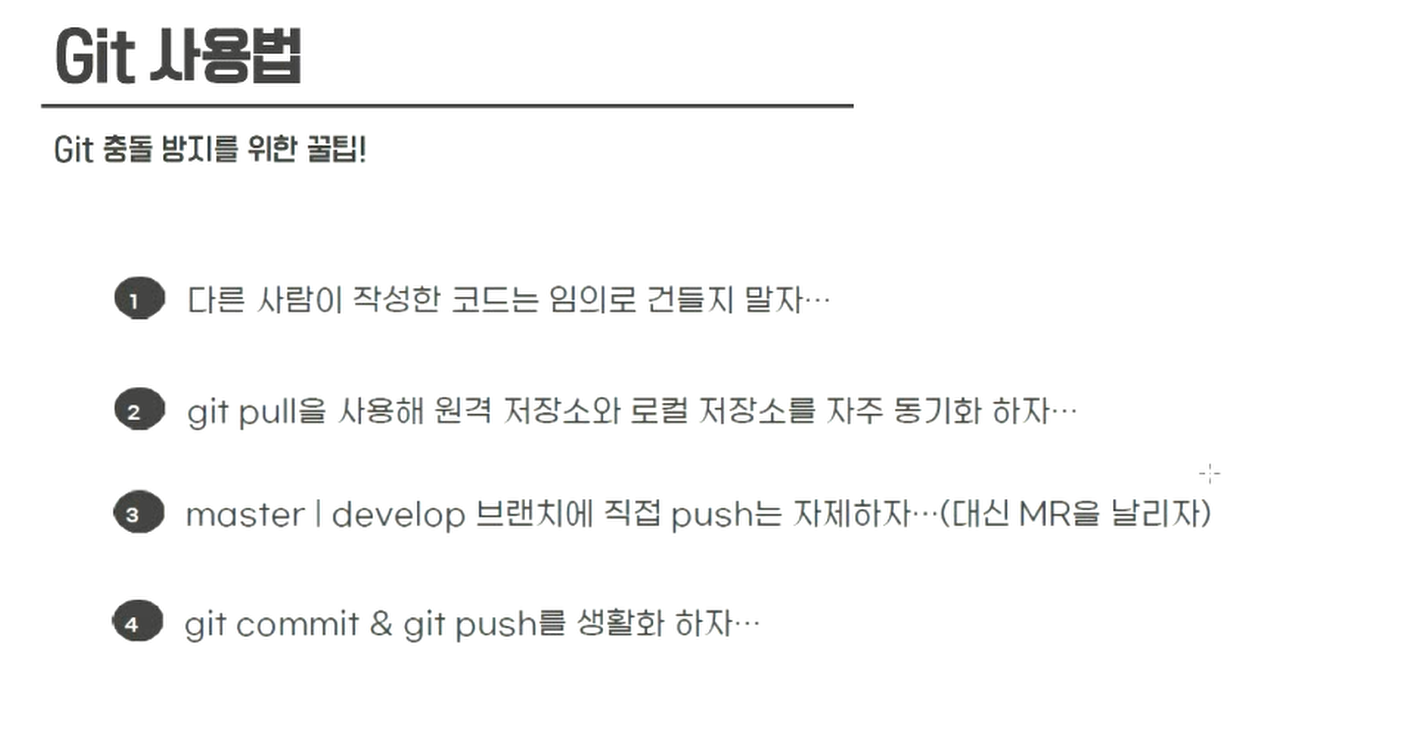 Git 사용법
Git 충돌 방지를 위한 꿀팁!
1 다른 사람이 작성한 코드는 임의로 건들지 말자…
2 git pull을 사용해 원격 저장소와 로컬 저장소를 자주 동기화 하자…
3 master | develop 브랜치에 직접 push는 자제하자…(대신 MR을 날리자)
4 git commit & git push를 생활화 하자…